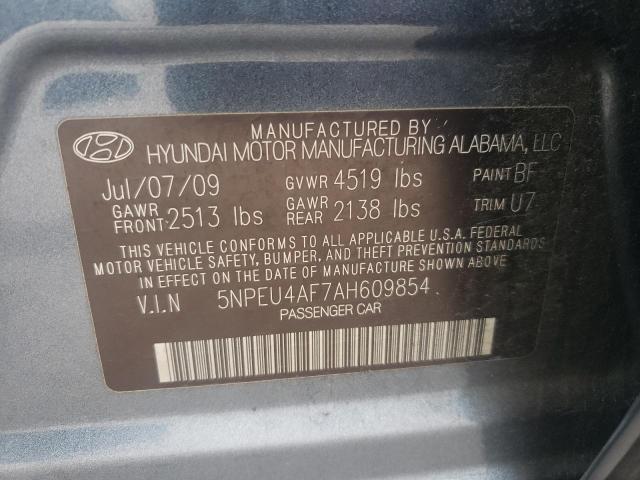 MANUFACTURED BY
HYUNDAI MOTOR MANUFACTURING ALABAMA, LLC
Jul/07/09 GVWR 4519 lbs PAINT BF
GAWR FRONT: 2513 lbs GAWR REAR 2138 lbs TRIM U7
THIS VEHICLE CONFORMS TO ALL APPLICABLE U.S.A. FEDERAL
MOTOR VEHICLE SAFETY, BUMPER, AND THEFT PREVENTION STANDARDS
IN EFFECT ON THE DATE OF MANUFACTURE SHOWN ABOVE.
V.I.N 5NPEU4AF7AH609854
PASSENGER CAR